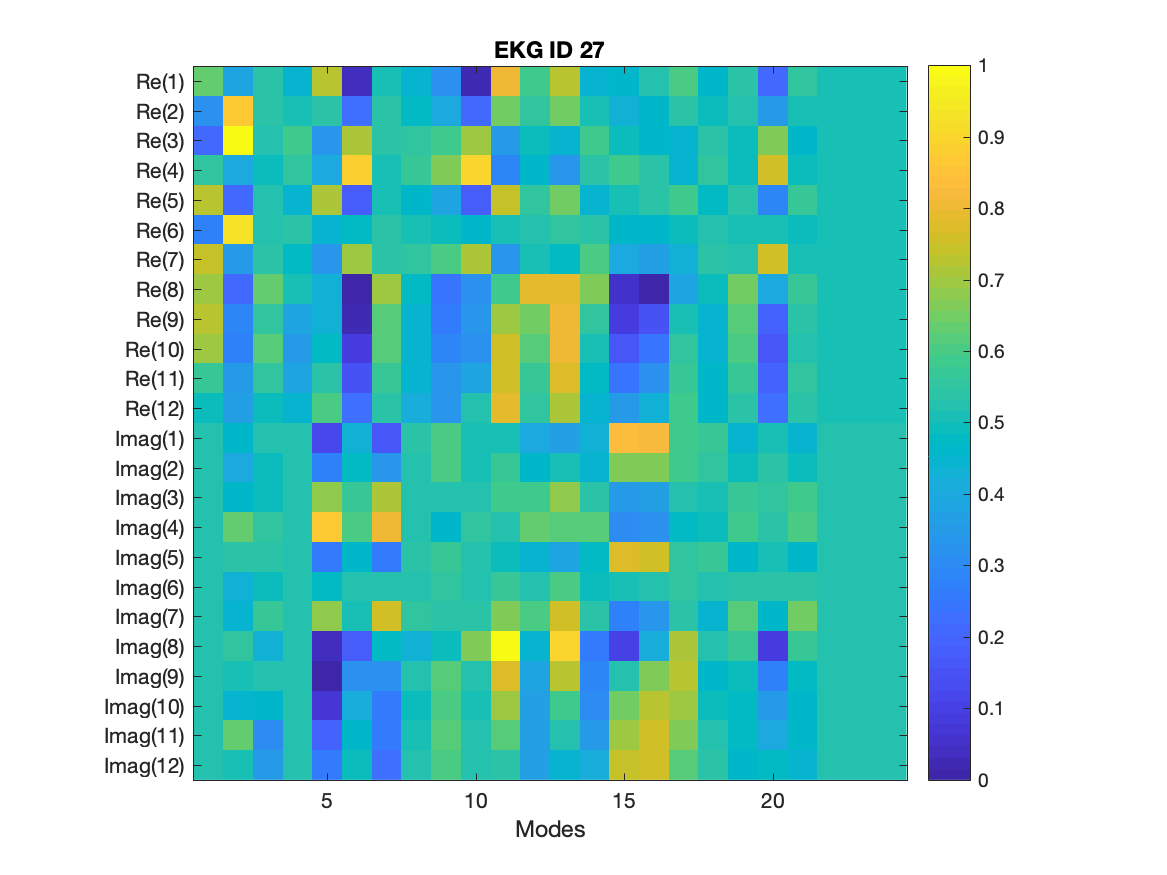 EKG ID 27
Re(1)
Re(2)
Re(3)
Re(4)
Re(5)
Re(6)
Re(7)
Re(8)
Re(9)
Re(10)
Re(11)
Re(12)
Imag(1)
Imag(2)
Imag(3)
Imag(4)
Imag(5)
Imag(6)
Imag(7)
Imag(8)
Imag(9)
Imag(10)
Imag(11)
Imag(12)
5 10 15 20
Modes
1
0.9
0.8
0.7
0.6
0.5
0.4
0.3
0.2
0.1
0